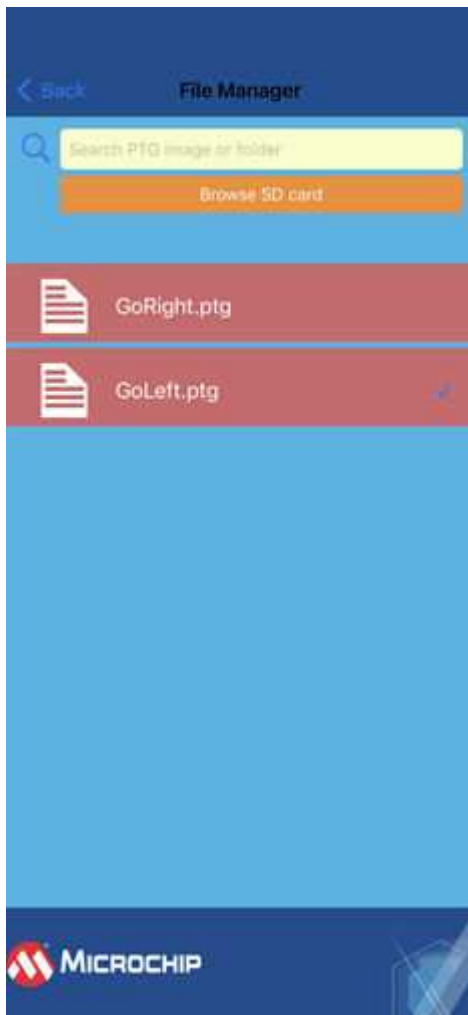 Back
File Manager
Search PTG image or folder
Browse SD card
GoRight.ptg
GoLeft.ptg
MICROCHIP